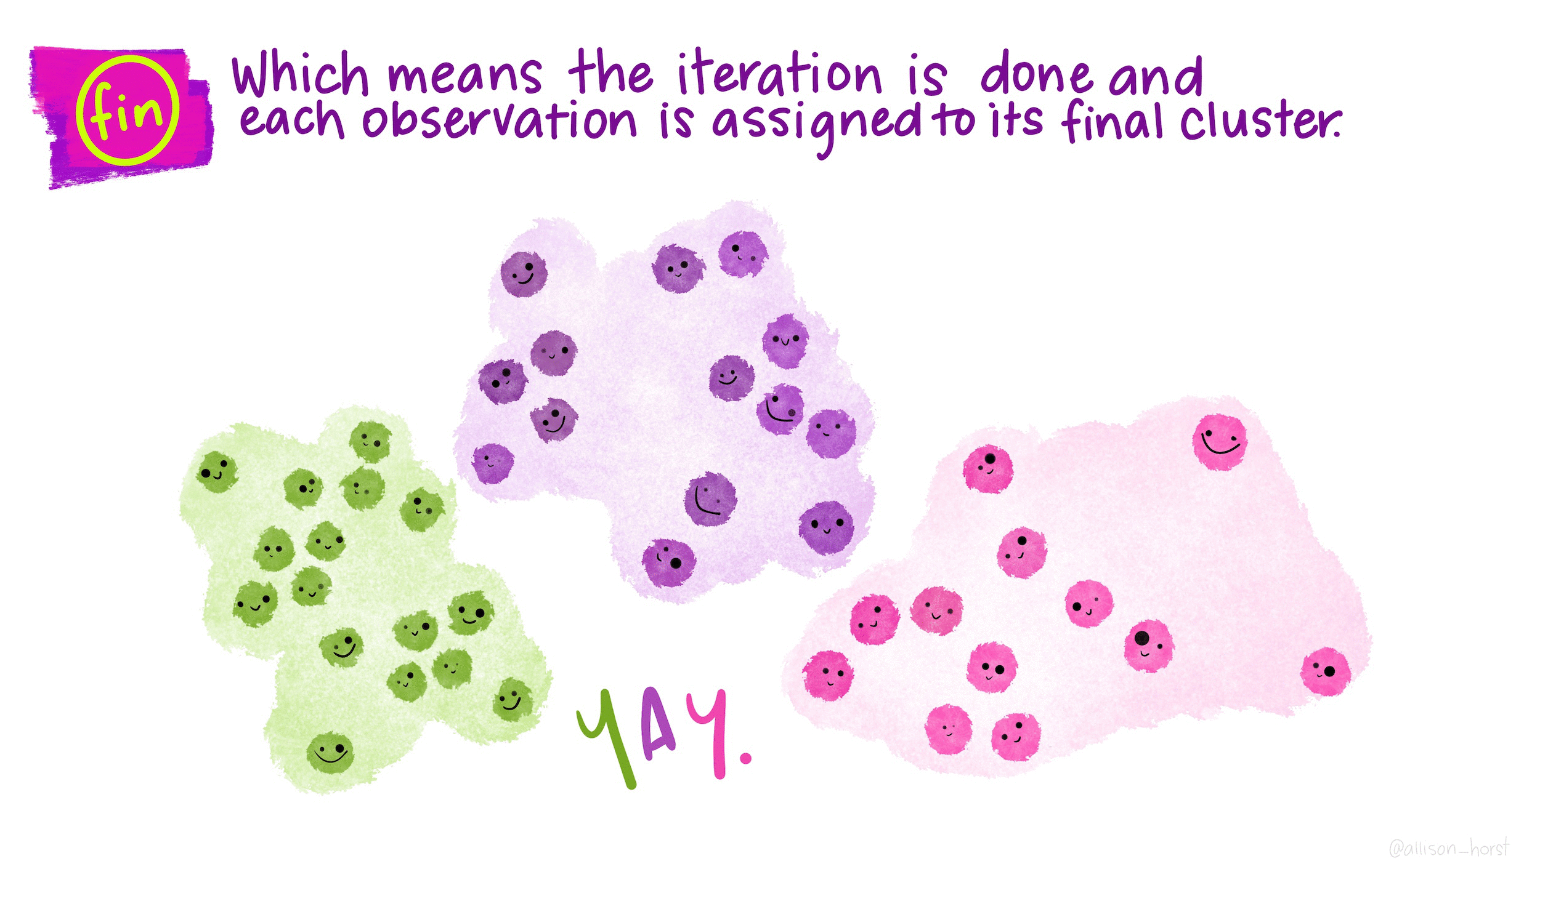 fin
Which means the iteration is done and
each observation is assigned to its final cluster.
YAY.
@allison_horst